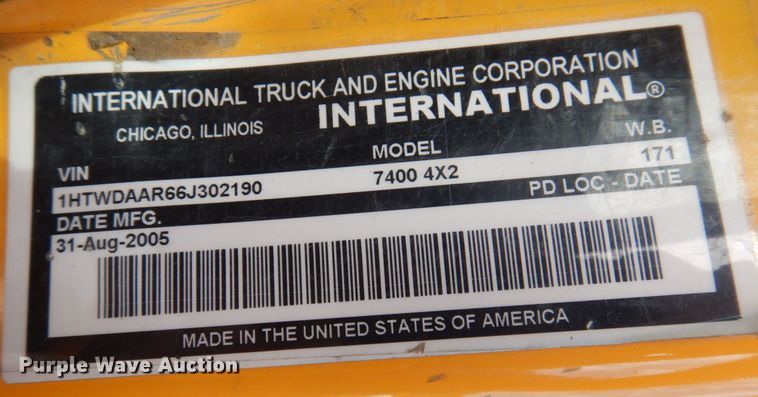 INTERNATIONAL TRUCK AND ENGINE CORPORATION
CHICAGO, ILLINOIS INTERNATIONAL®
VIN MODEL W.B.
1HTWDAAR66J302190 7400 4X2 171
DATE MFG. PD LOC - DATE
31-Aug-2005
MADE IN THE UNITED STATES OF AMERICA
Purple Wave Auction